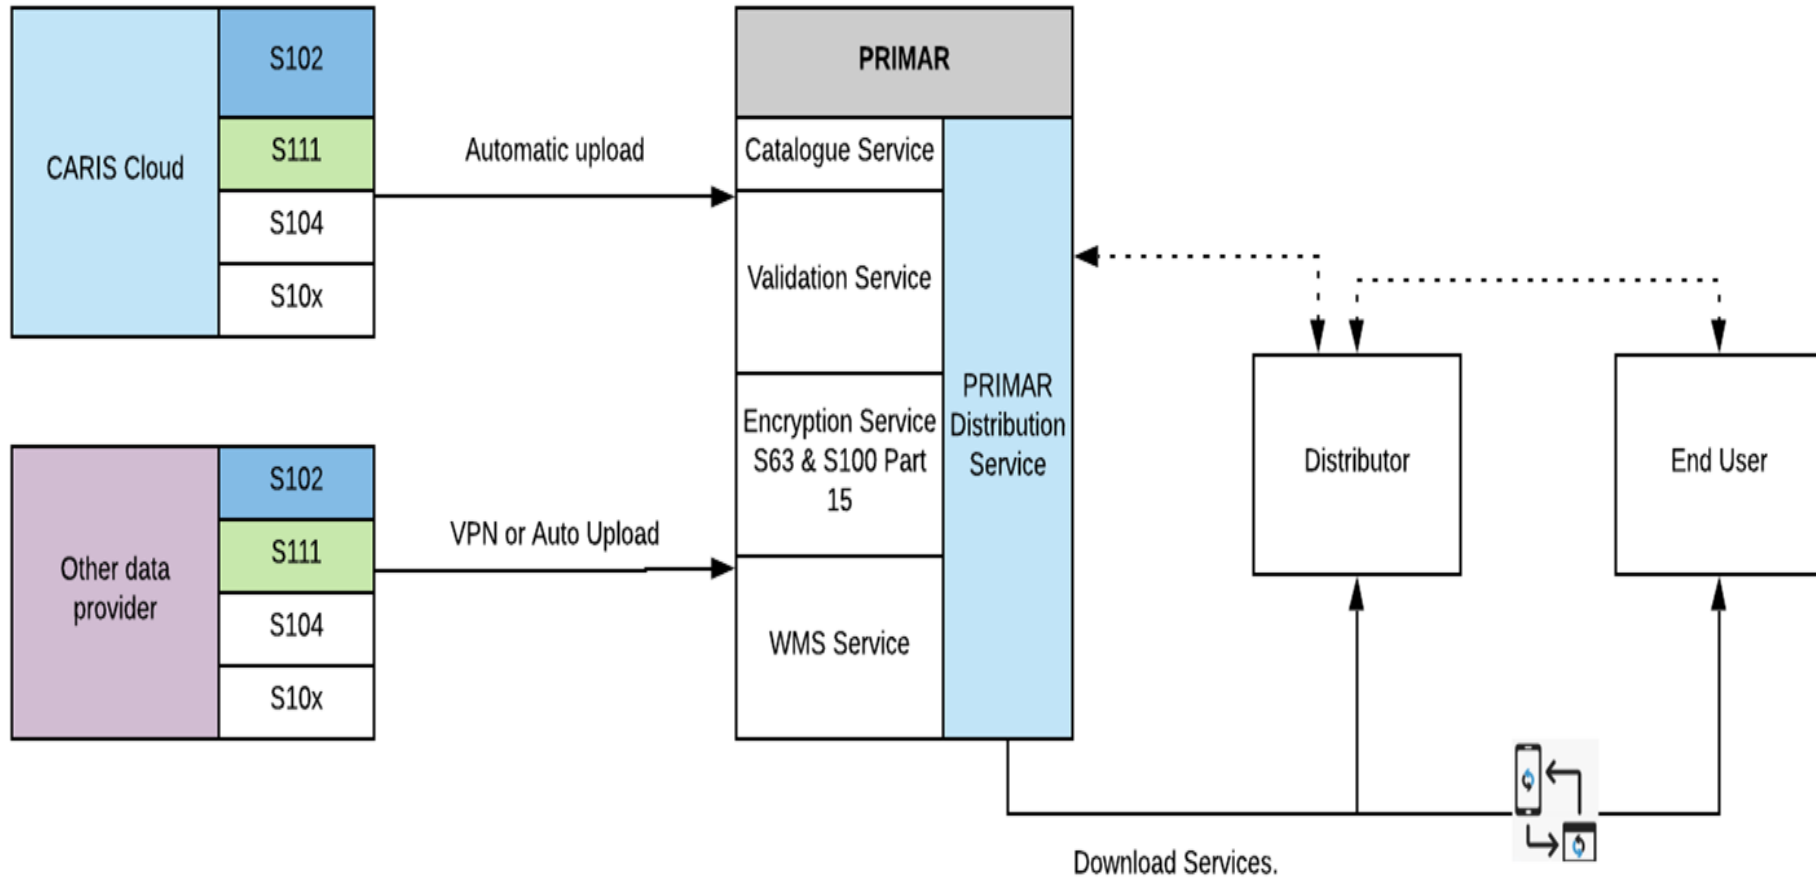 CARIS Cloud
S102
S111
S104
S10x
Automatic upload
Other data
provider
S102
S111
S104
S10x
VPN or Auto Upload
PRIMAR
Catalogue Service
Validation Service
Encryption Service
S63 & S100 Part
15
WMS Service
PRIMAR
Distribution
Service
Distributor
End User
Download Services.